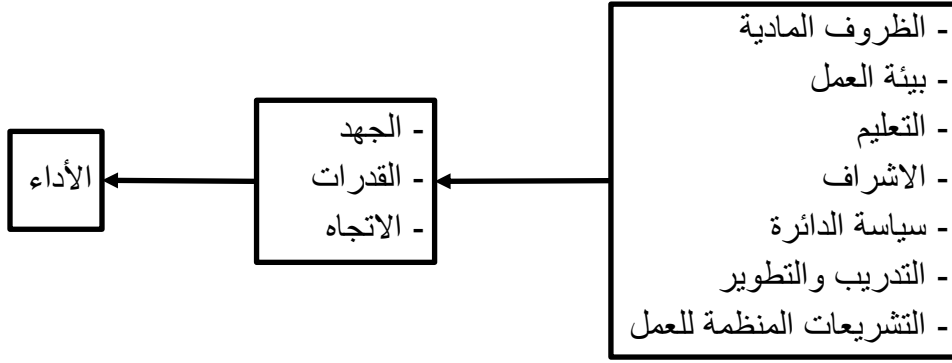 - الظروف المادية
- بيئة العمل
- التعليم
- الاشراف
- سياسة الدائرة
- التدريب والتطوير
- التشريعات المنظمة للعمل
- الجهد
- القدرات
- الاتجاه
الأداء